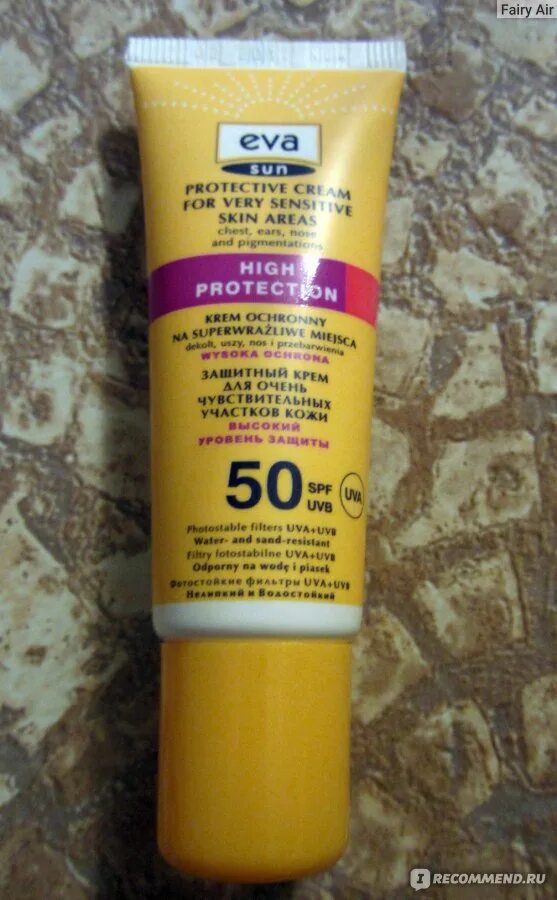 Fairy Air
eva
sun
PROTECTIVE CREAM
FOR VERY SENSITIVE
SKIN AREAS
chest, ears, nose
and pigmentations
HIGH
PROTECTION
KREM OCHRONNY
NA SUPERWRAŻLIWE MIEJSCA
dekolt, uszy, nos i przebarwienia
WYSOKA OCHRONA
ЗАЩИТНЫЙ КРЕМ
ДЛЯ ОЧЕНЬ
ЧУВСТВИТЕЛЬНЫХ
УЧАСТКОВ КОЖИ
ВЫСОКИЙ
УРОВЕНЬ ЗАЩИТЫ
50 SPF
UVB
UVA
Photostable filters UVA+UVB
Water- and sand-resistant
Filtry fotostabilne UVA+UVB
Odporny na wodę i piasek
Фотостойкие фильтры UVA+UVB
Нелипкий и Водостойкий
IRECOMMEND.RU